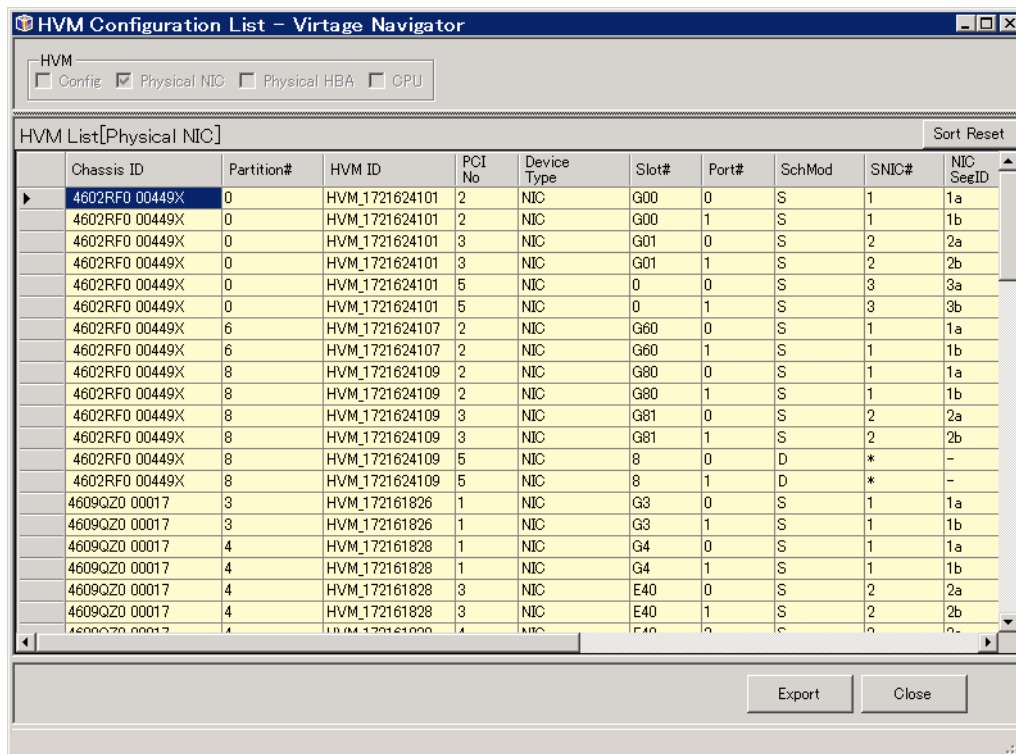 HVM Configuration List – Virtage Navigator
HVM
Config Physical NIC Physical HBA CPU
HVM List[Physical NIC]
Sort Reset
Chassis ID Partition# HVM ID PCI No Device Type Slot# Port# SchMod SNIC# NIC SegID
4602RF0 00449X 0 HVM_1721624101 2 NIC G00 0 S 1 1a
4602RF0 00449X 0 HVM_1721624101 2 NIC G00 1 S 1 1b
4602RF0 00449X 0 HVM_1721624101 3 NIC G01 0 S 2 2a
4602RF0 00449X 0 HVM_1721624101 3 NIC G01 1 S 2 2b
4602RF0 00449X 0 HVM_1721624101 5 NIC 0 0 S 3 3a
4602RF0 00449X 0 HVM_1721624101 5 NIC 0 1 S 3 3b
4602RF0 00449X 6 HVM_1721624107 2 NIC G60 0 S 1 1a
4602RF0 00449X 6 HVM_1721624107 2 NIC G60 1 S 1 1b
4602RF0 00449X 8 HVM_1721624109 2 NIC G80 0 S 1 1a
4602RF0 00449X 8 HVM_1721624109 2 NIC G80 1 S 1 1b
4602RF0 00449X 8 HVM_1721624109 3 NIC G81 0 S 2 2a
4602RF0 00449X 8 HVM_1721624109 3 NIC G81 1 S 2 2b
4602RF0 00449X 8 HVM_1721624109 5 NIC 8 0 D * –
4602RF0 00449X 8 HVM_1721624109 5 NIC 8 1 D * –
4609QZ0 00017 3 HVM_172161826 1 NIC G3 0 S 1 1a
4609QZ0 00017 3 HVM_172161826 1 NIC G3 1 S 1 1b
4609QZ0 00017 4 HVM_172161828 1 NIC G4 0 S 1 1a
4609QZ0 00017 4 HVM_172161828 1 NIC G4 1 S 1 1b
4609QZ0 00017 4 HVM_172161828 3 NIC E40 0 S 2 2a
4609QZ0 00017 4 HVM_172161828 3 NIC E40 1 S 2 2b
Export Close